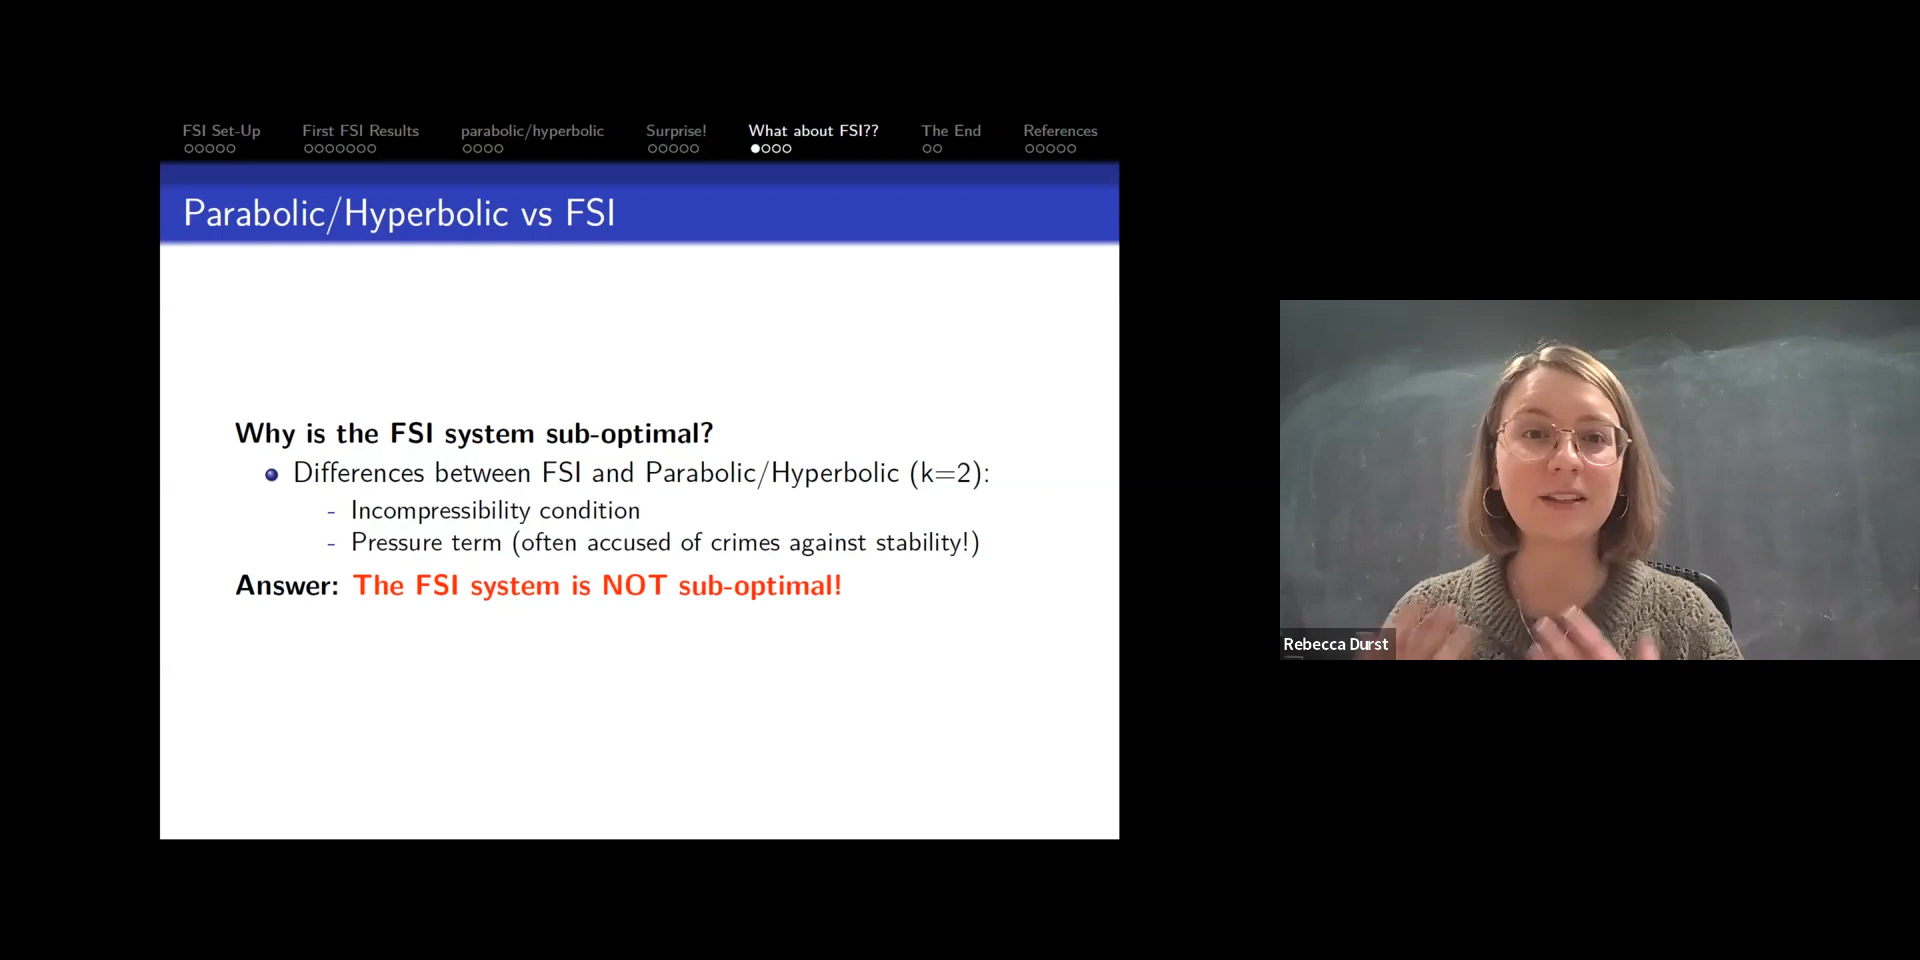 FSI Set-Up First FSI Results parabolic/hyperbolic Surprise! What about FSI?? The End References
Parabolic/Hyperbolic vs FSI
Why is the FSI system sub-optimal?
Differences between FSI and Parabolic/Hyperbolic (k=2):
- Incompressibility condition
- Pressure term (often accused of crimes against stability!)
Answer: The FSI system is NOT sub-optimal!
Rebecca Durst